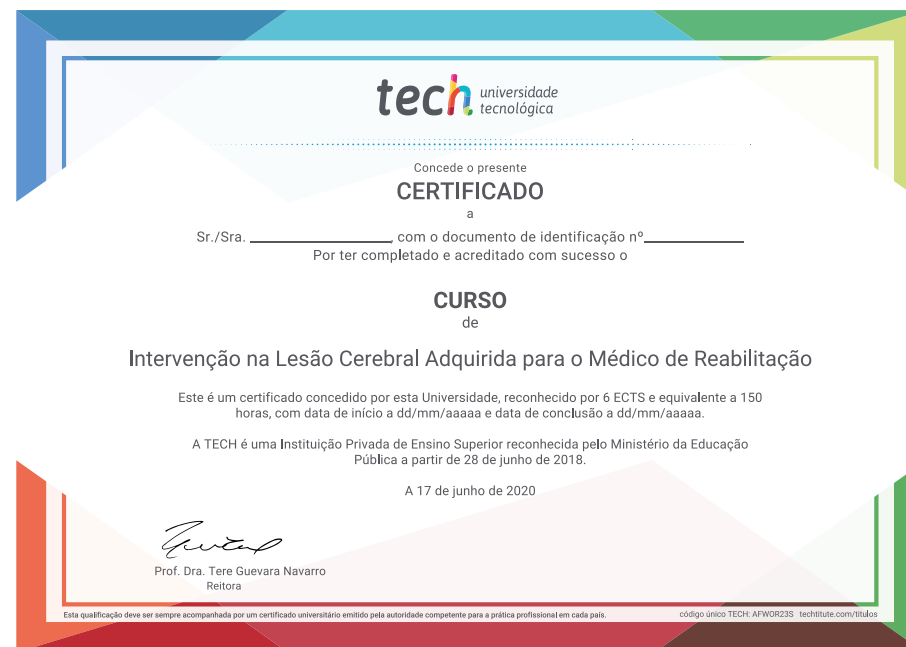 tech universidade
tecnológica
Concede o presente
CERTIFICADO
a
Sr./Sra. ________________, com o documento de identificação nº____________
Por ter completado e acreditado com sucesso o
CURSO
de
Intervenção na Lesão Cerebral Adquirida para o Médico de Reabilitação
Este é um certificado concedido por esta Universidade, reconhecido por 6 ECTS e equivalente a 150
horas, com data de início a dd/mm/aaaaa e data de conclusão a dd/mm/aaaaa.
A TECH é uma Instituição Privada de Ensino Superior reconhecida pelo Ministério da Educação
Pública a partir de 28 de junho de 2018.
A 17 de junho de 2020
Prof. Dra. Tere Guevara Navarro
Reitora
Esta qualificação deve ser sempre acompanhada por um certificado universitário emitido pela autoridade competente para a prática profissional em cada país.
código único TECH: AFWOR23S techtitute.com/titulos